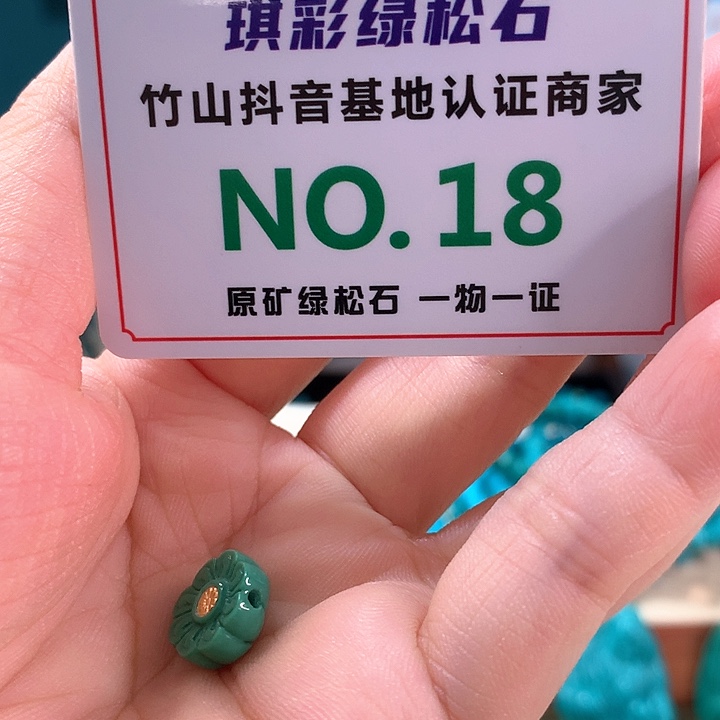 琪彩绿松石
竹山抖音基地认证商家
NO.18
原矿绿松石 一物一证